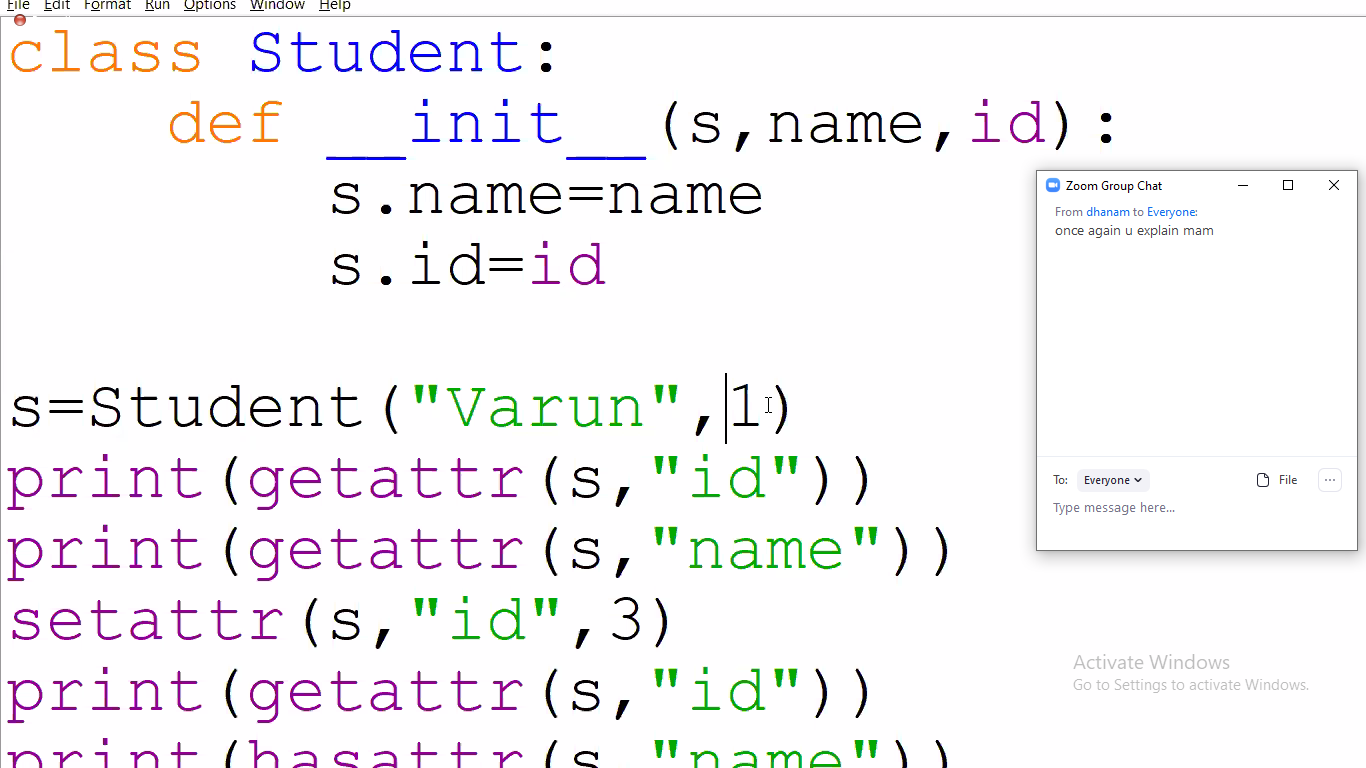 File Edit Format Run Options Window Help
class Student:
    def __init__(s,name,id):
        s.name=name
        s.id=id
s=Student("Varun",1)
print(getattr(s,"id"))
print(getattr(s,"name"))
setattr(s,"id",3)
print(getattr(s,"id"))
print(hasattr(s,"name"))
Zoom Group Chat
From dhanam to Everyone:
once again u explain mam
To: Everyone File ...
Type message here...
Activate Windows
Go to Settings to activate Windows.